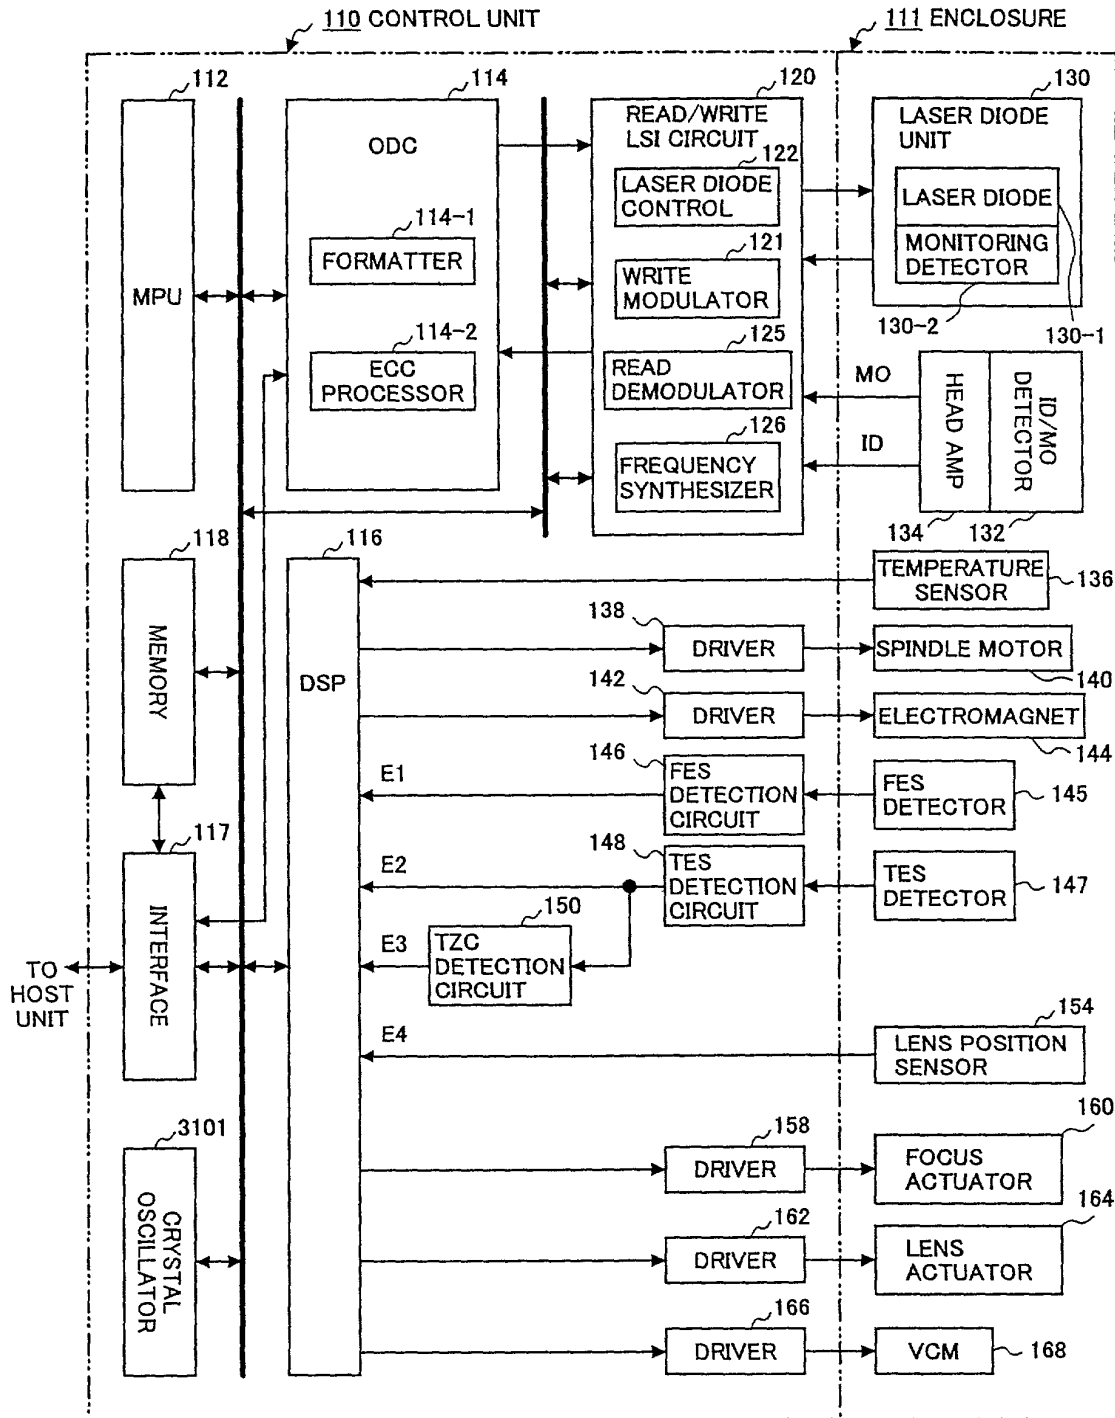 110 CONTROL UNIT
111 ENCLOSURE
112
MPU
114
ODC
114-1
FORMATTER
114-2
ECC
PROCESSOR
120
READ/WRITE
LSI CIRCUIT
122
LASER DIODE
CONTROL
121
WRITE
MODULATOR
125
READ
DEMODULATOR
126
FREQUENCY
SYNTHESIZER
130
LASER DIODE
UNIT
LASER DIODE
MONITORING
DETECTOR
130-2
130-1
MO
ID
HEAD AMP
ID/MO
DETECTOR
134
132
118
MEMORY
116
DSP
TEMPERATURE
SENSOR
136
138
DRIVER
SPINDLE MOTOR
140
142
DRIVER
ELECTROMAGNET
144
E1
146
FES
DETECTION
CIRCUIT
FES
DETECTOR
145
117
INTERFACE
TO
HOST
UNIT
E2
148
TES
DETECTION
CIRCUIT
TES
DETECTOR
147
E3
150
TZC
DETECTION
CIRCUIT
E4
154
LENS POSITION
SENSOR
3101
CRYSTAL
OSCILLATOR
158
DRIVER
160
FOCUS
ACTUATOR
162
DRIVER
164
LENS
ACTUATOR
166
DRIVER
VCM
168